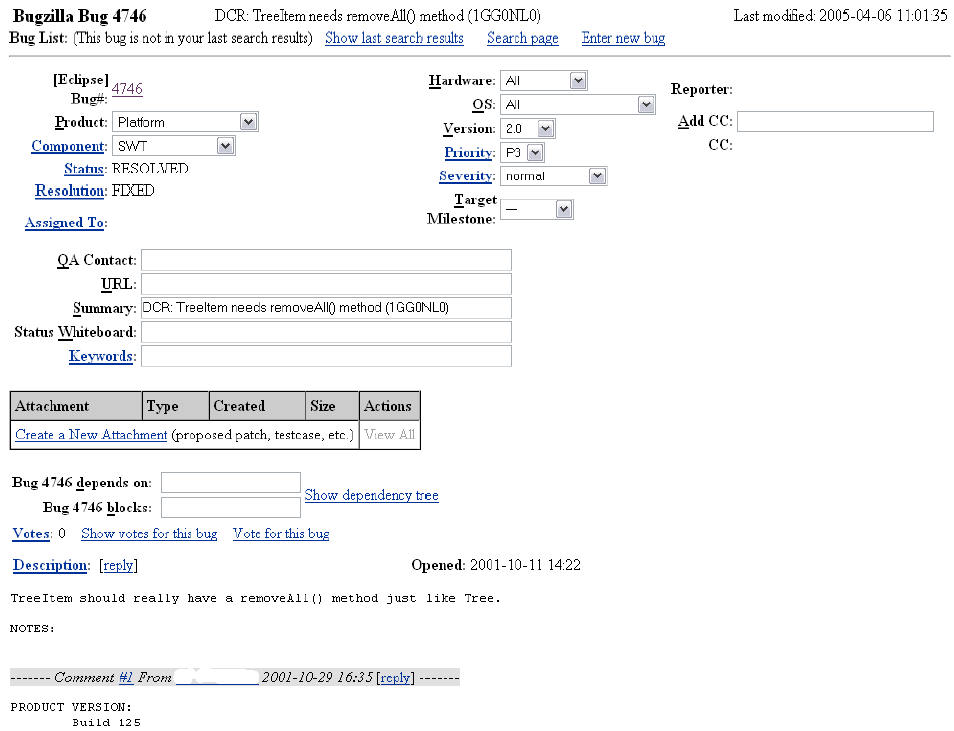 Bugzilla Bug 4746 DCR: TreeItem needs removeAll() method (1GG0NL0) Last modified: 2005-04-06 11:01:35
Bug List: (This bug is not in your last search results) Show last search results Search page Enter new bug
[Eclipse]
Bug#: 4746
Product: Platform
Component: SWT
Status: RESOLVED
Resolution: FIXED
Assigned To:
Hardware: All
OS: All
Version: 2.0
Priority: P3
Severity: normal
Target
Milestone: ---
Reporter:
Add CC:
CC:
QA Contact:
URL:
Summary: DCR: TreeItem needs removeAll() method (1GG0NL0)
Status Whiteboard:
Keywords:
Attachment Type Created Size Actions
Create a New Attachment (proposed patch, testcase, etc.) View All
Bug 4746 depends on:
Bug 4746 blocks:
Show dependency tree
Votes: 0 Show votes for this bug Vote for this bug
Description: [reply] Opened: 2001-10-11 14:22
TreeItem should really have a removeAll() method just like Tree.
NOTES:
------- Comment #1 From 2001-10-29 16:35 [reply] -------
PRODUCT VERSION:
Build 125